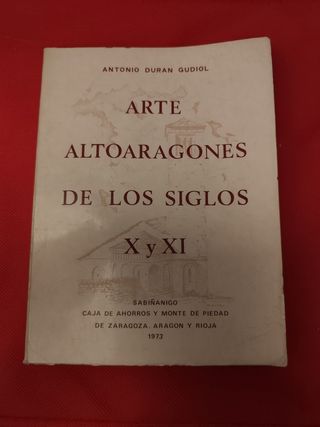 ANTONIO DURAN GUDIOL
ARTE
ALTOARAGONES
DE LOS SIGLOS
X y XI
SABIÑANIGO
CAJA DE AHORROS Y MONTE DE PIEDAD
DE ZARAGOZA. ARAGON Y RIOJA
1973